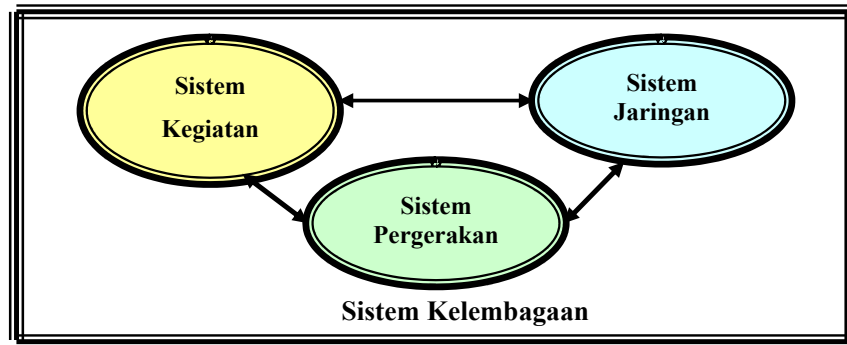 Sistem
Kegiatan
Sistem
Jaringan
Sistem
Pergerakan
Sistem Kelembagaan